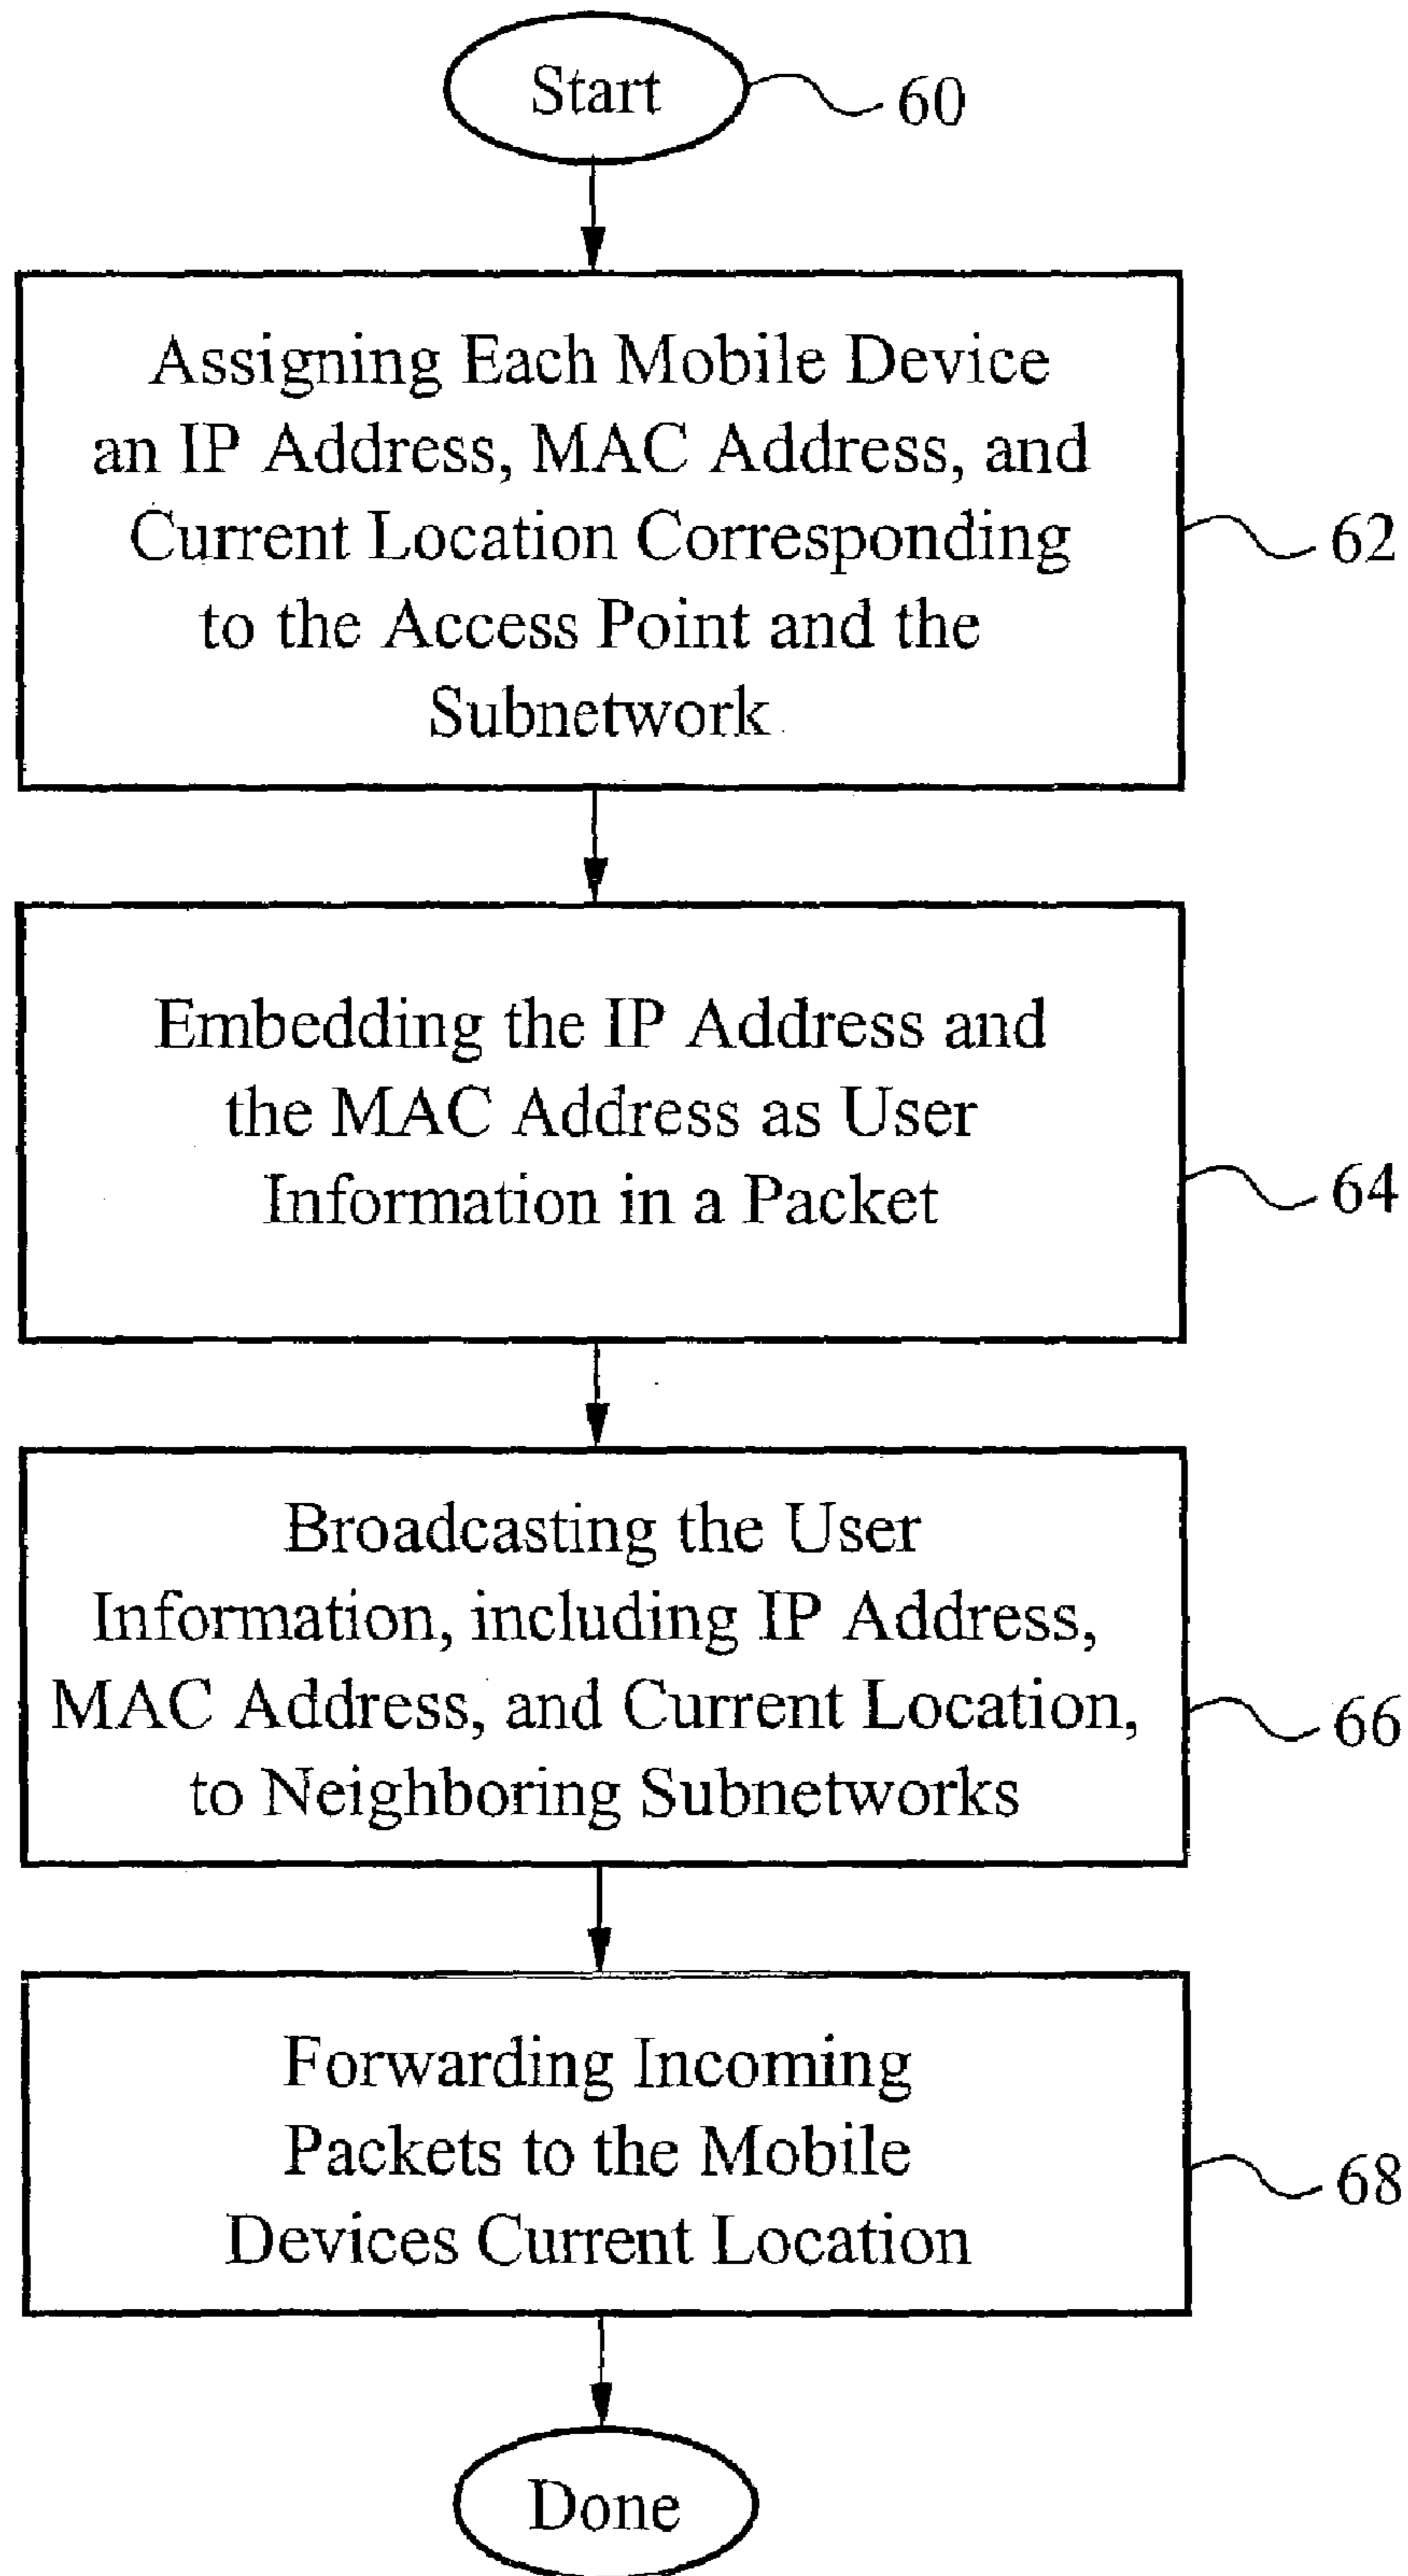 Start
60
Assigning Each Mobile Device
an IP Address, MAC Address, and
Current Location Corresponding
to the Access Point and the
Subnetwork
62
Embedding the IP Address and
the MAC Address as User
Information in a Packet
64
Broadcasting the User
Information, including IP Address,
MAC Address, and Current Location,
to Neighboring Subnetworks
66
Forwarding Incoming
Packets to the Mobile
Devices Current Location
68
Done